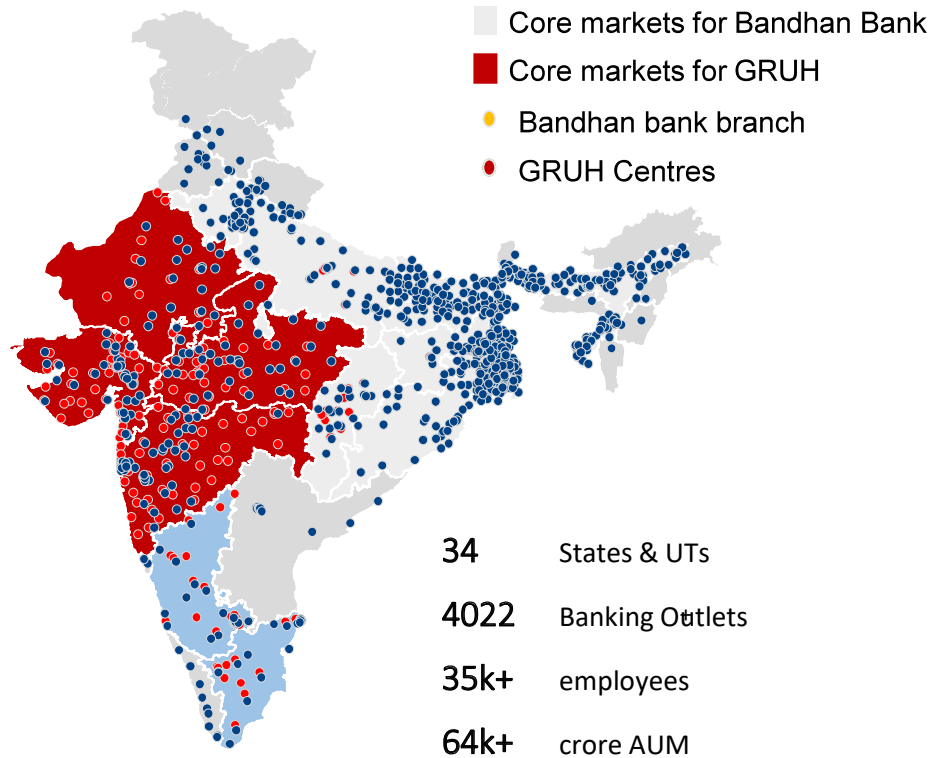 Core markets for Bandhan Bank
Core markets for GRUH
Bandhan bank branch
GRUH Centres
34 States & UTs
4022 Banking Outlets
35k+ employees
64k+ crore AUM